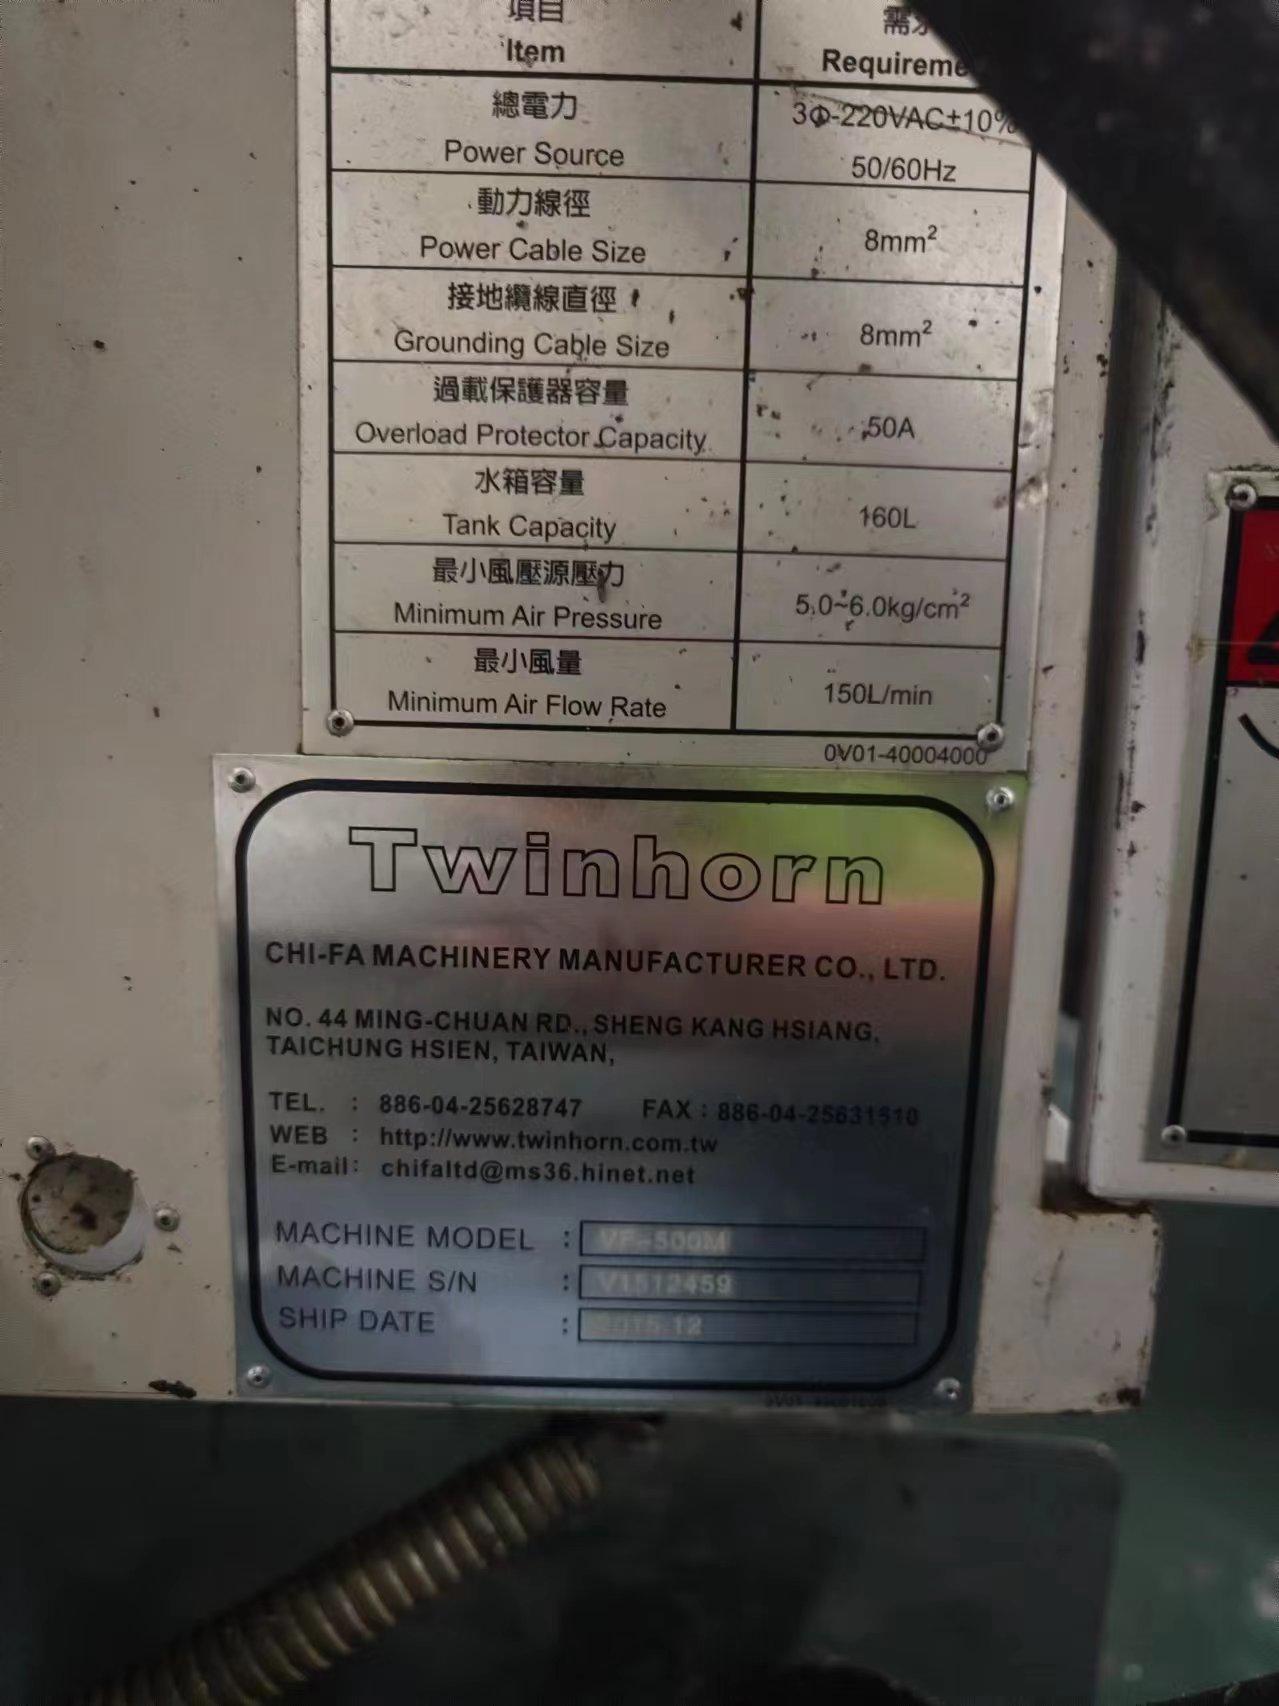 項目
Item
Requireme
總電力
Power Source
3Φ-220VAC±10%
50/60Hz
動力線徑
Power Cable Size
8mm²
接地纜線直徑
Grounding Cable Size
8mm²
過載保護器容量
Overload Protector Capacity
50A
水箱容量
Tank Capacity
160L
最小風壓源壓力
Minimum Air Pressure
5.0~6.0kg/cm²
最小風量
Minimum Air Flow Rate
150L/min
0V01-40004000
Twinhorn
CHI-FA MACHINERY MANUFACTURER CO., LTD.
NO. 44 MING-CHUAN RD., SHENG KANG HSIANG,
TAICHUNG HSIEN, TAIWAN,
TEL. : 886-04-25628747 FAX : 886-04-25631510
WEB : http://www.twinhorn.com.tw
E-mail: chifaltd@ms36.hinet.net
MACHINE MODEL : VF-500M
MACHINE S/N : V1512459
SHIP DATE : 2015.12